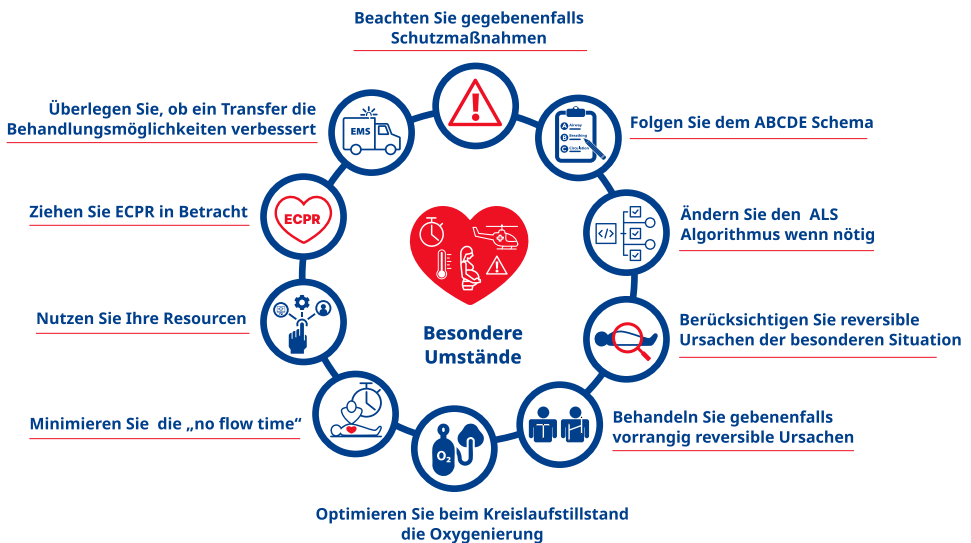 Beachten Sie gegebenenfalls
Schutzmaßnahmen
Überlegen Sie, ob ein Transfer die
Behandlungsmöglichkeiten verbessert
EMS
A Airway
B Breathing
C Circulation
Folgen Sie dem ABCDE Schema
Ziehen Sie ECPR in Betracht
ECPR
</>
Ändern Sie den ALS
Algorithmus wenn nötig
Nutzen Sie Ihre Resourcen
Besondere
Umstände
Berücksichtigen Sie reversible
Ursachen der besonderen Situation
Minimieren Sie die „no flow time“
O₂
Behandeln Sie gebenenfalls
vorrangig reversible Ursachen
Optimieren Sie beim Kreislaufstillstand
die Oxygenierung